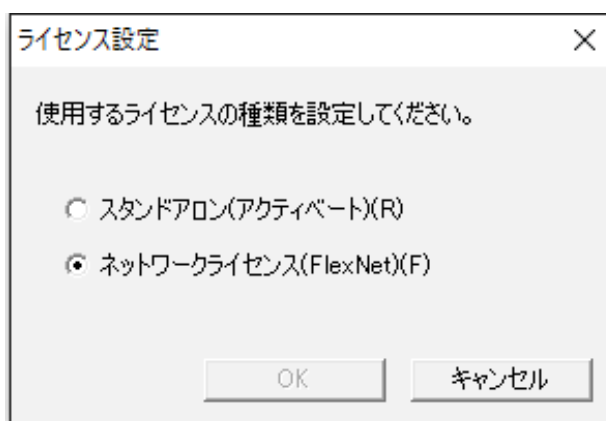 ライセンス設定
使用するライセンスの種類を設定してください。
スタンドアロン(アクティベート)(R)
ネットワークライセンス(FlexNet)(F)
OK キャンセル